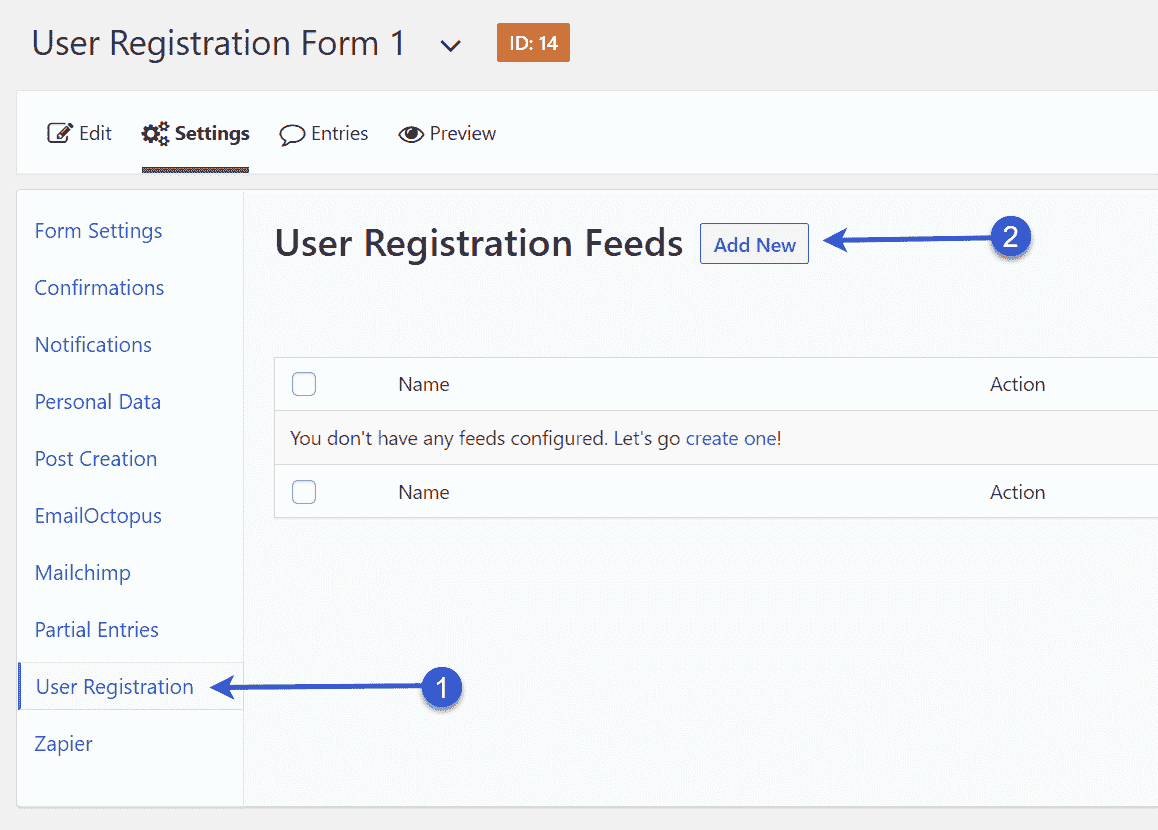 User Registration Form 1 ID: 14
Edit Settings Entries Preview
Form Settings
Confirmations
Notifications
Personal Data
Post Creation
EmailOctopus
Mailchimp
Partial Entries
User Registration 1
Zapier
User Registration Feeds Add New 2
Name Action
You don't have any feeds configured. Let's go create one!
Name Action